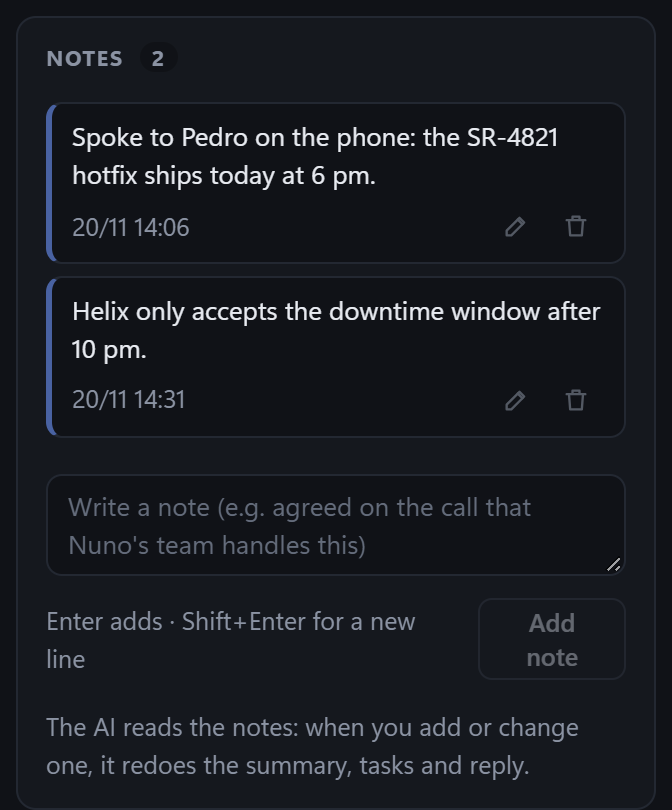 NOTES 2
Spoke to Pedro on the phone: the SR-4821
hotfix ships today at 6 pm.
20/11 14:06
Helix only accepts the downtime window after
10 pm.
20/11 14:31
Write a note (e.g. agreed on the call that
Nuno's team handles this)
Enter adds · Shift+Enter for a new
line
Add
note
The AI reads the notes: when you add or change
one, it redoes the summary, tasks and reply.